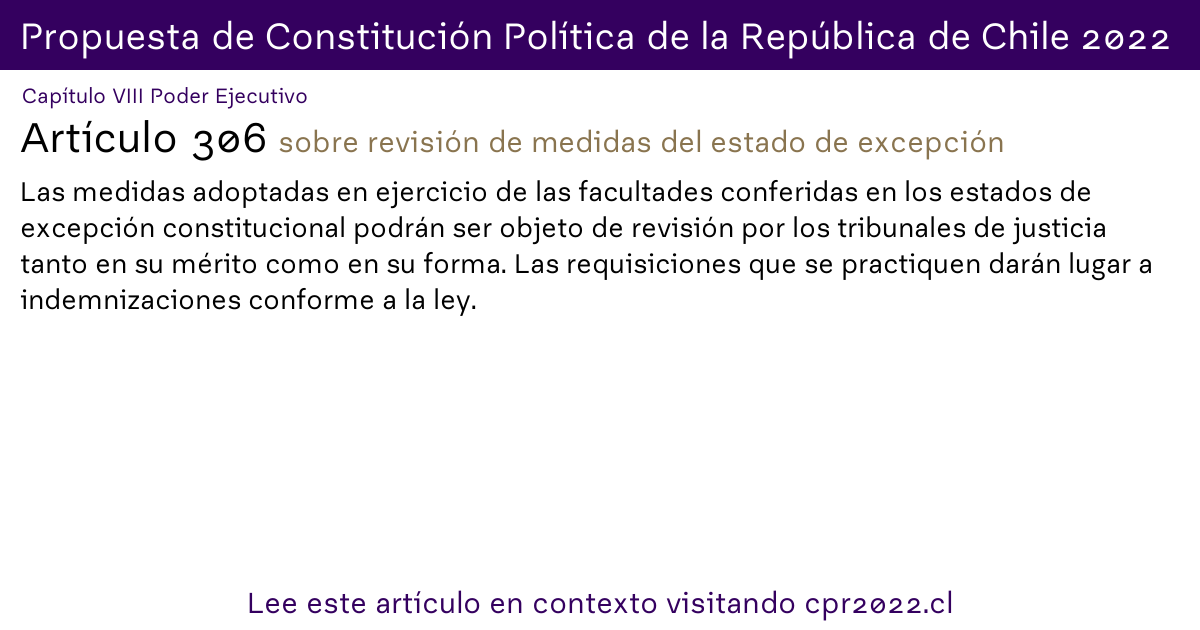 Propuesta de Constitución Política de la República de Chile 2022
Capítulo VIII Poder Ejecutivo
Artículo 306 sobre revisión de medidas del estado de excepción
Las medidas adoptadas en ejercicio de las facultades conferidas en los estados de
excepción constitucional podrán ser objeto de revisión por los tribunales de justicia
tanto en su mérito como en su forma. Las requisiciones que se practiquen darán lugar a
indemnizaciones conforme a la ley.
Lee este artículo en contexto visitando cpr2022.cl